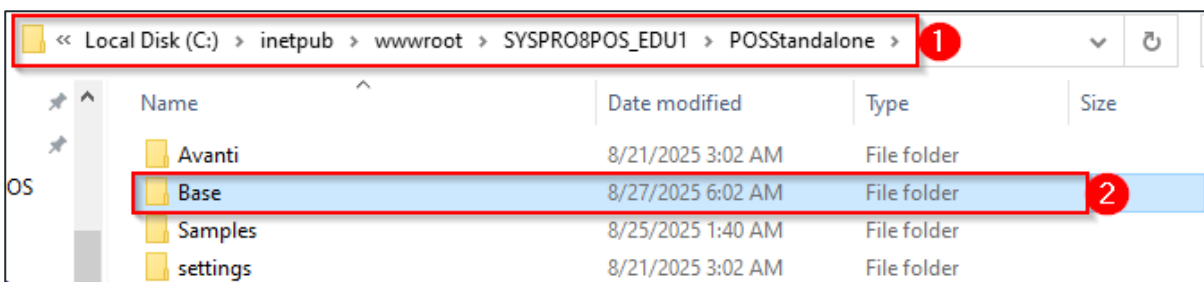 « Local Disk (C:) > inetpub > wwwroot > SYSPRO8POS_EDU1 > POSStandalone > 1
Name Date modified Type Size
Avanti 8/21/2025 3:02 AM File folder
OS Base 8/27/2025 6:02 AM File folder 2
Samples 8/25/2025 1:40 AM File folder
settings 8/21/2025 3:02 AM File folder